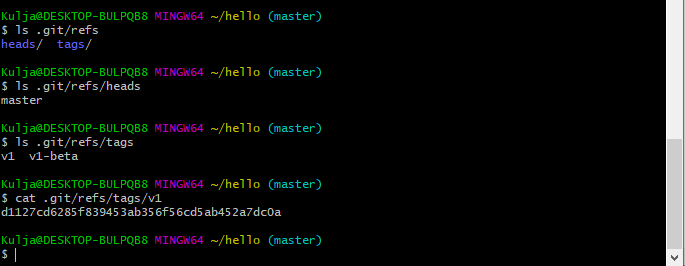 Kulja@DESKTOP-BULPQB8 MINGW64 ~/hello (master)
$ ls .git/refs
heads/  tags/
Kulja@DESKTOP-BULPQB8 MINGW64 ~/hello (master)
$ ls .git/refs/heads
master
Kulja@DESKTOP-BULPQB8 MINGW64 ~/hello (master)
$ ls .git/refs/tags
v1  v1-beta
Kulja@DESKTOP-BULPQB8 MINGW64 ~/hello (master)
$ cat .git/refs/tags/v1
d1127cd6285f839453ab356f56cd5ab452a7dc0a
Kulja@DESKTOP-BULPQB8 MINGW64 ~/hello (master)
$